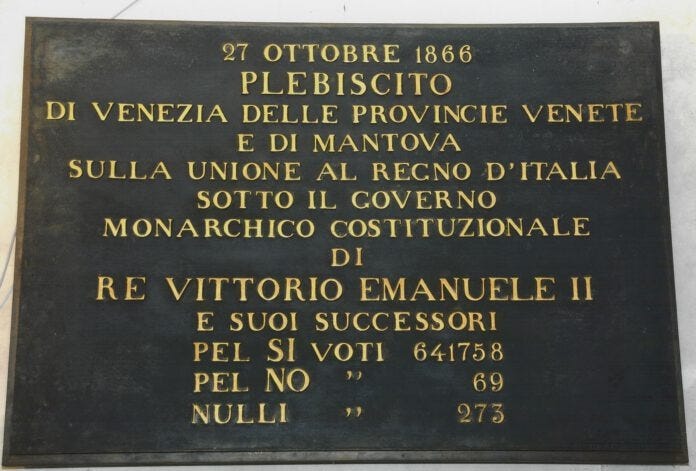 27 OTTOBRE 1866
PLEBISCITO
DI VENEZIA DELLE PROVINCIE VENETE
E DI MANTOVA
SULLA UNIONE AL REGNO D'ITALIA
SOTTO IL GOVERNO
MONARCHICO COSTITUZIONALE
DI
RE VITTORIO EMANUELE II
E SUOI SUCCESSORI
PEL SI VOTI 641758
PEL NO " 69
NULLI " 273